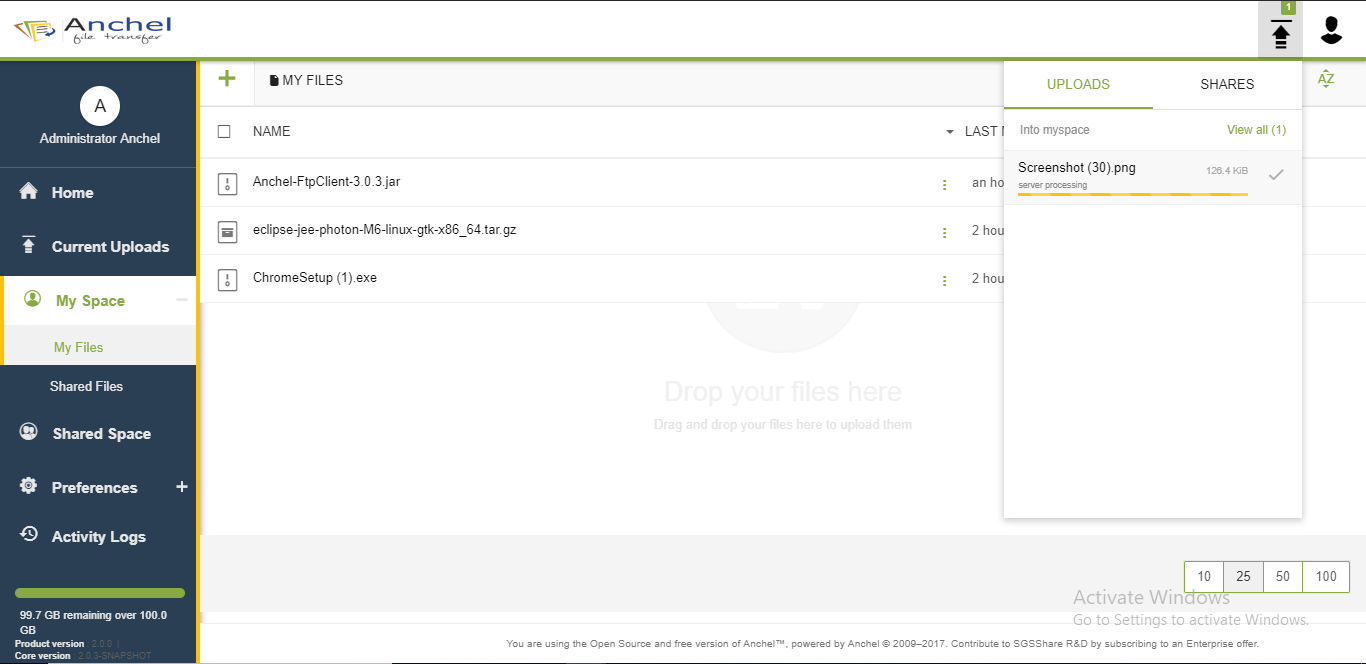 Anchel
file transfer
1
MY FILES
UPLOADS
SHARES
AZ
A
Administrator Anchel
NAME
LAST
Into myspace
View all (1)
Screenshot (30).png
126.4 KiB
server processing
Anchel-FtpClient-3.0.3.jar
an ho
eclipse-jee-photon-M6-linux-gtk-x86_64.tar.gz
2 hou
ChromeSetup (1).exe
2 hou
Home
Current Uploads
My Space
My Files
Shared Files
Shared Space
Preferences
Activity Logs
Drop your files here
Drag and drop your files here to upload them
99.7 GB remaining over 100.0
GB
Product version 2.0.0 |
Core version 2.0.3-SNAPSHOT
10 25 50 100
Activate Windows
Go to Settings to activate Windows.
You are using the Open Source and free version of Anchel™, powered by Anchel © 2009–2017. Contribute to SGSShare R&D by subscribing to an Enterprise offer.